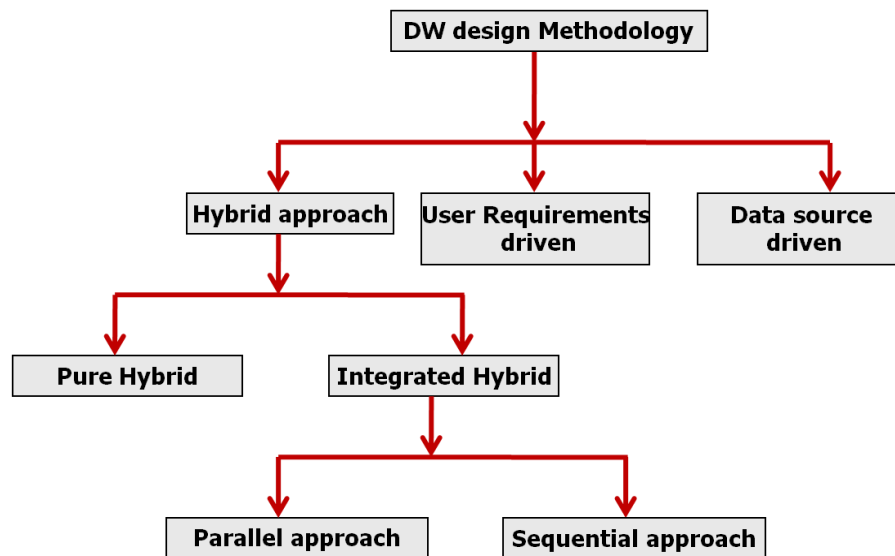 DW design Methodology
Hybrid approach
User Requirements
driven
Data source
driven
Pure Hybrid
Integrated Hybrid
Parallel approach
Sequential approach